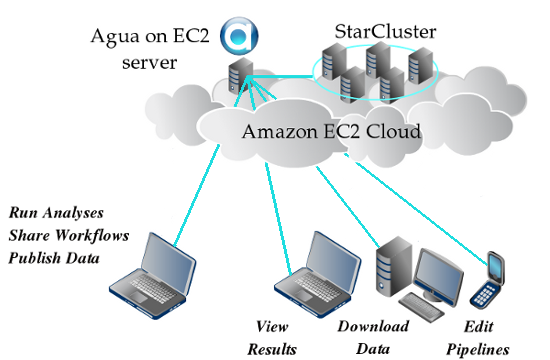 Agua on EC2
server
StarCluster
Amazon EC2 Cloud
Run Analyses
Share Workflows
Publish Data
View
Results
Download
Data
Edit
Pipelines